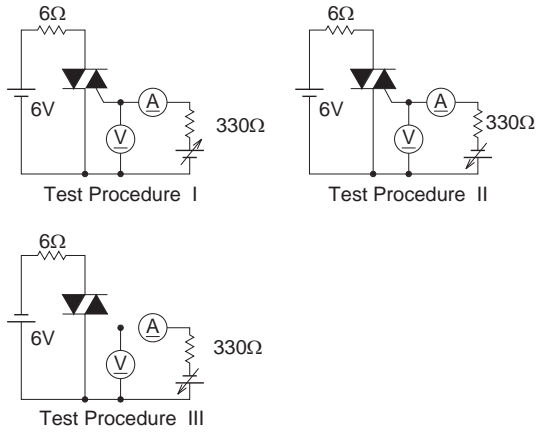 6Ω
6V
A
V
330Ω
Test Procedure I
6Ω
6V
A
V
330Ω
Test Procedure II
6Ω
6V
A
V
330Ω
Test Procedure III